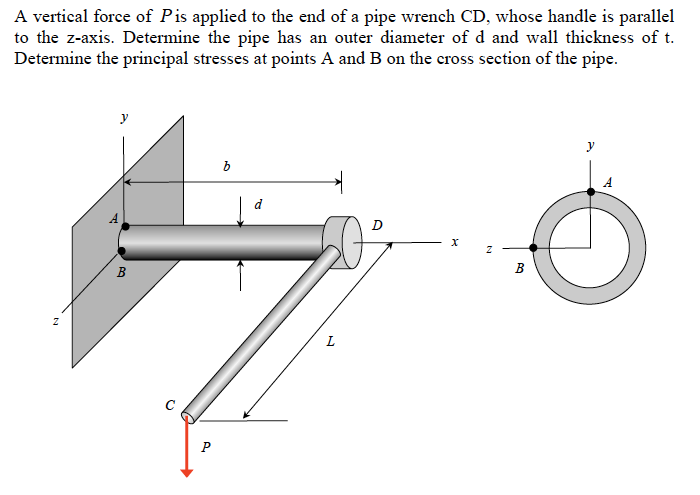 A vertical force of P is applied to the end of a pipe wrench CD, whose handle is parallel
to the z-axis. Determine the pipe has an outer diameter of d and wall thickness of t.
Determine the principal stresses at points A and B on the cross section of the pipe.
y
b
y
A
d
A
D
x
z
B
B
z
L
C
P